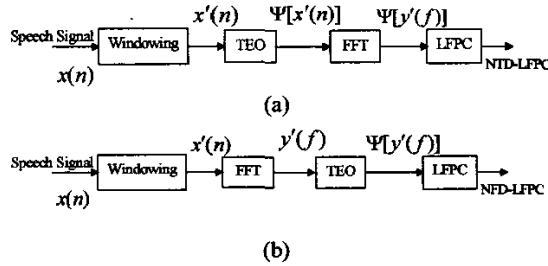 x'(n) Ψ[x'(n)] Ψ[y'(f)]
Speech Signal Windowing TEO FFT LFPC
x(n) NTD-LFPC
(a)
x'(n) y'(f) Ψ[y'(f)]
Speech Signal Windowing FFT TEO LFPC
x(n) NFD-LFPC
(b)